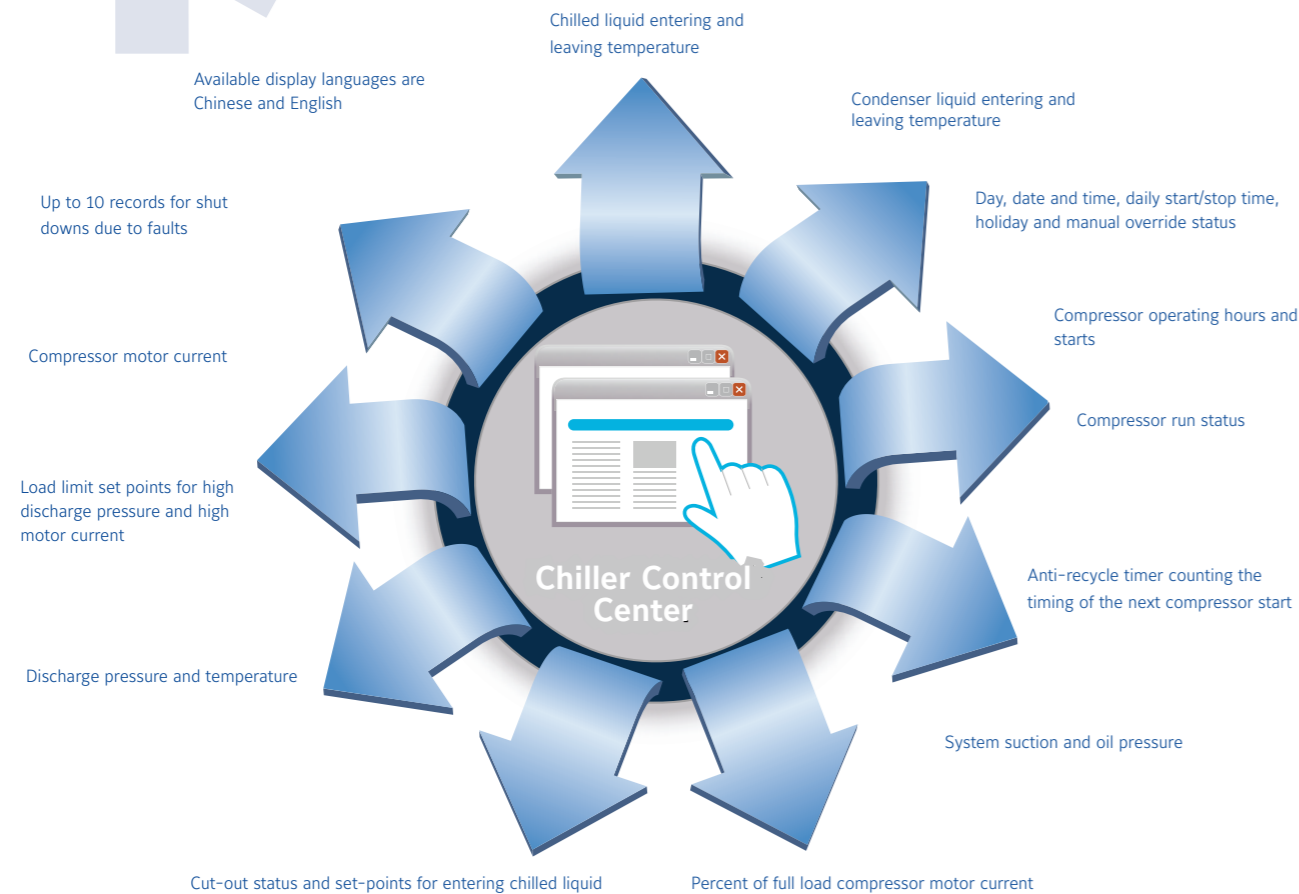 Chilled liquid entering and
leaving temperature
Available display languages are
Chinese and English
Condenser liquid entering and
leaving temperature
Up to 10 records for shut
downs due to faults
Day, date and time, daily start/stop time,
holiday and manual override status
Compressor operating hours and
starts
Compressor motor current
Compressor run status
Load limit set points for high
discharge pressure and high
motor current
Chiller Control
Center
Anti-recycle timer counting the
timing of the next compressor start
Discharge pressure and temperature
System suction and oil pressure
Cut-out status and set-points for entering chilled liquid
Percent of full load compressor motor current